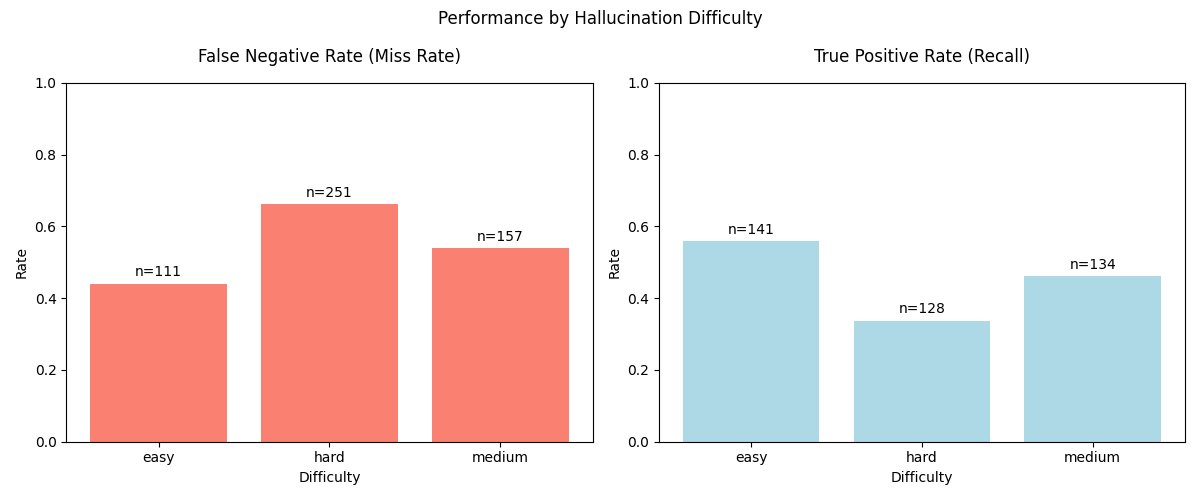 Performance by Hallucination Difficulty
False Negative Rate (Miss Rate)
1.0
0.8
0.6
0.4
0.2
0.0
Rate
n=111
n=251
n=157
easy
hard
medium
Difficulty
True Positive Rate (Recall)
1.0
0.8
0.6
0.4
0.2
0.0
Rate
n=141
n=128
n=134
easy
hard
medium
Difficulty